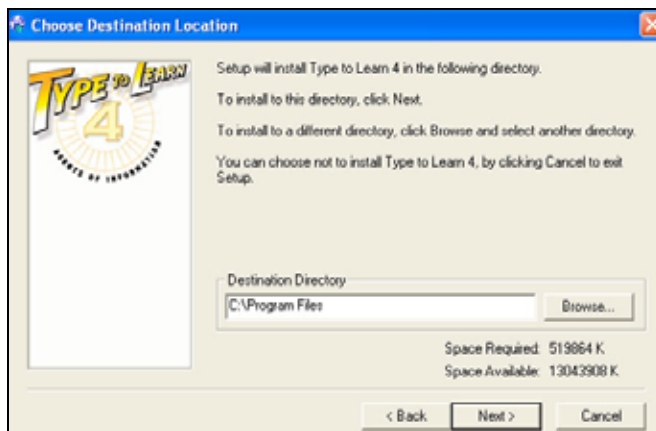 Choose Destination Location
TYPE TO LEARN
4
AGENTS OF INFORMATION
Setup will install Type to Learn 4 in the following directory.
To install to this directory, click Next.
To install to a different directory, click Browse and select another directory.
You can choose not to install Type to Learn 4, by clicking Cancel to exit
Setup.
Destination Directory
C:\Program Files
Browse...
Space Required: 519864 K
Space Available: 13043908 K
< Back
Next >
Cancel